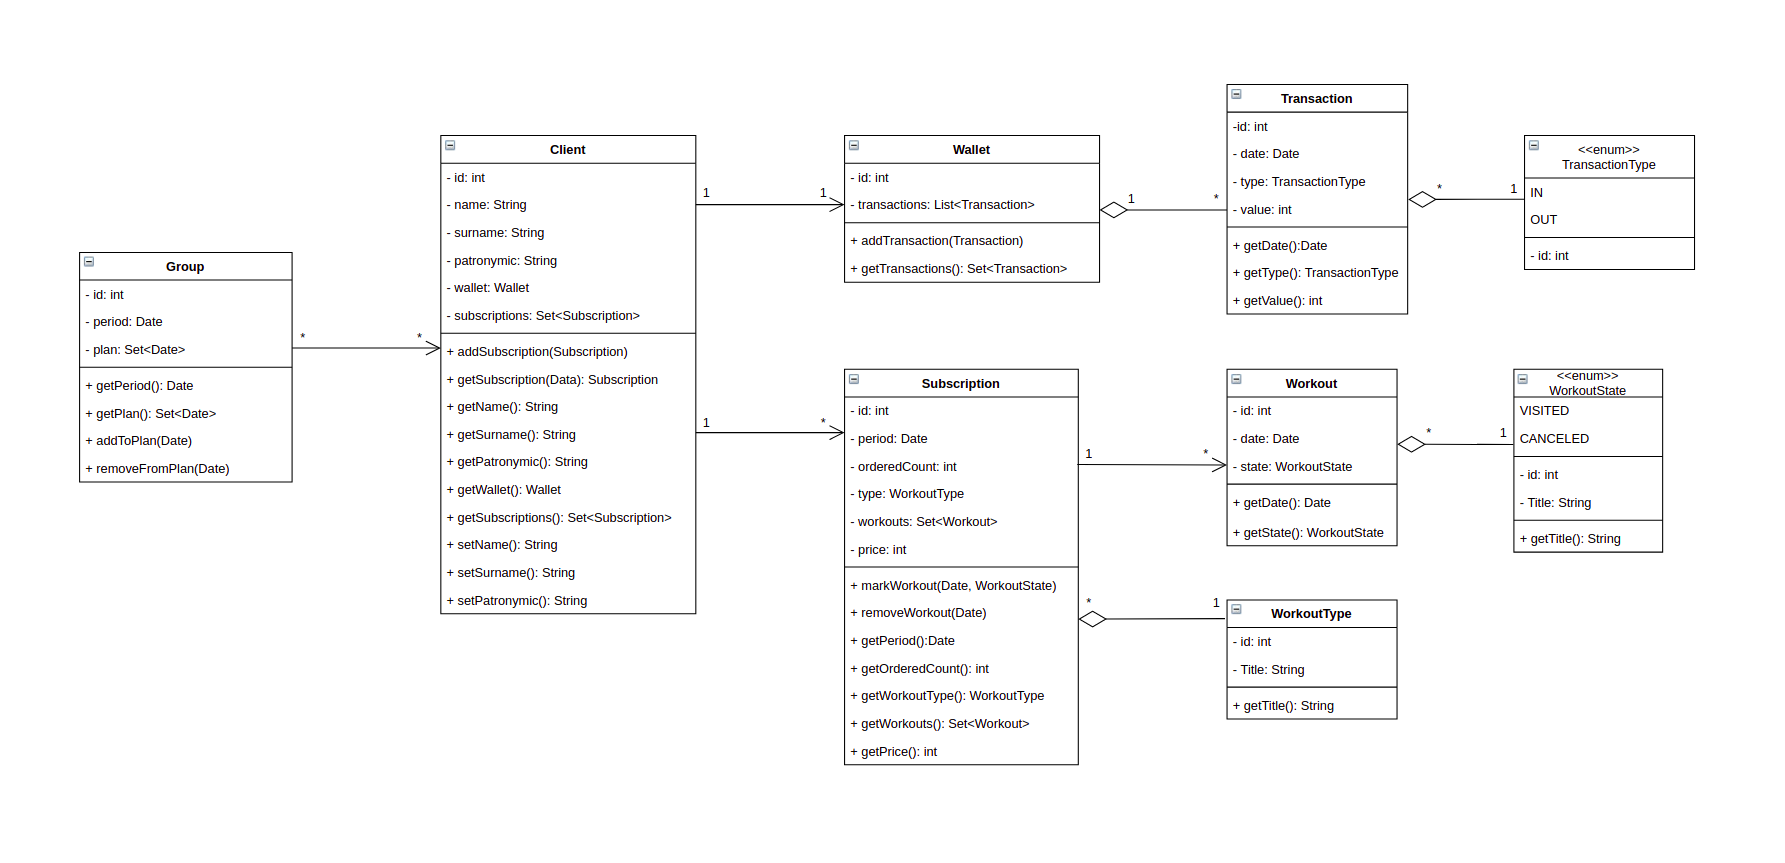 Group
- id: int
- period: Date
- plan: Set<Date>
+ getPeriod(): Date
+ getPlan(): Set<Date>
+ addToPlan(Date)
+ removeFromPlan(Date)
*
*
Client
- id: int
- name: String
- surname: String
- patronymic: String
- wallet: Wallet
- subscriptions: Set<Subscription>
+ addSubscription(Subscription)
+ getSubscription(Data): Subscription
+ getName(): String
+ getSurname(): String
+ getPatronymic(): String
+ getWallet(): Wallet
+ getSubscriptions(): Set<Subscription>
+ setName(): String
+ setSurname(): String
+ setPatronymic(): String
1
1
1
*
Wallet
- id: int
- transactions: List<Transaction>
+ addTransaction(Transaction)
+ getTransactions(): Set<Transaction>
1
*
Transaction
-id: int
- date: Date
- type: TransactionType
- value: int
+ getDate():Date
+ getType(): TransactionType
+ getValue(): int
*
1
<<enum>>
TransactionType
IN
OUT
- id: int
Subscription
- id: int
- period: Date
- orderedCount: int
- type: WorkoutType
- workouts: Set<Workout>
- price: int
+ markWorkout(Date, WorkoutState)
+ removeWorkout(Date)
+ getPeriod():Date
+ getOrderedCount(): int
+ getWorkoutType(): WorkoutType
+ getWorkouts(): Set<Workout>
+ getPrice(): int
1
*
*
1
Workout
- id: int
- date: Date
- state: WorkoutState
+ getDate(): Date
+ getState(): WorkoutState
*
1
<<enum>>
WorkoutState
VISITED
CANCELED
- id: int
- Title: String
+ getTitle(): String
WorkoutType
- id: int
- Title: String
+ getTitle(): String